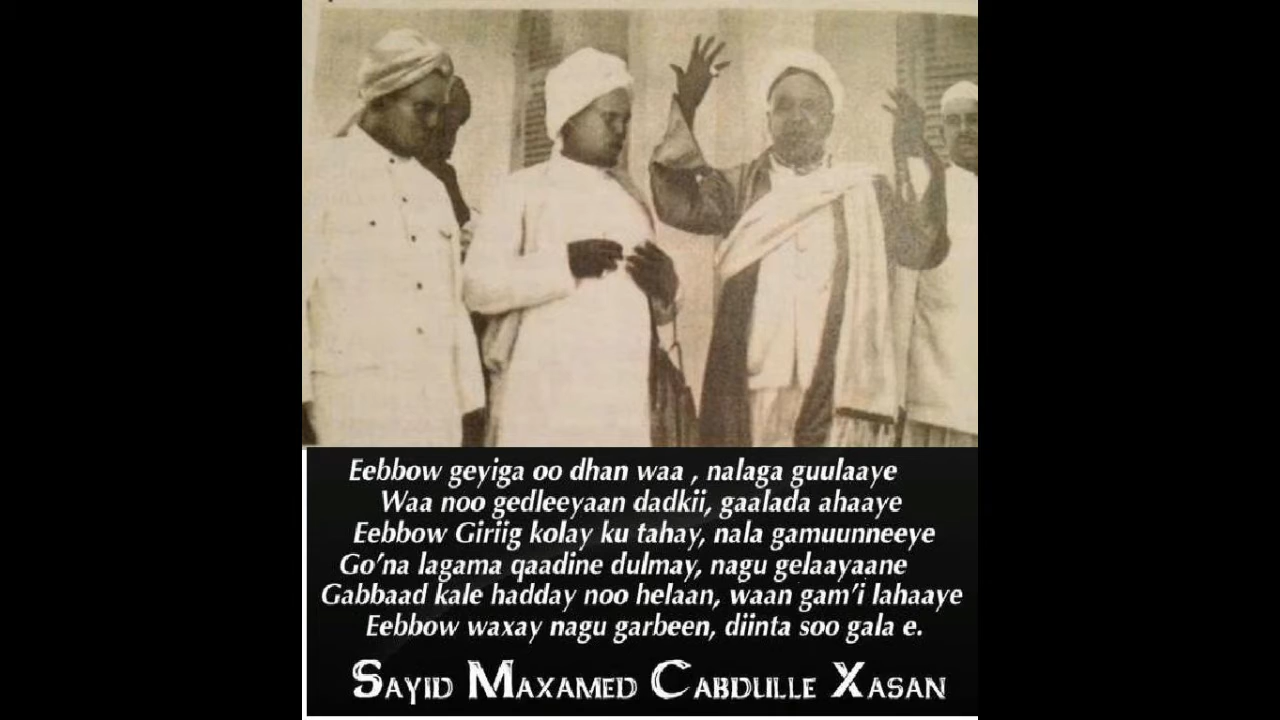 Eebbow geyiga oo dhan waa , nalaga guulaaye
Waa noo gedleeyaan dadkii, gaalada ahaaye
Eebbow Giriig kolay ku tahay, nala gamuunneeye
Go'na lagama qaadine dulmay, nagu gelaayaane
Gabbaad kale hadday noo helaan, waan gam'i lahaaye
Eebbow waxay nagu garbeen, diinta soo gala e.
SAYID MAXAMED CABDULLE XASAN